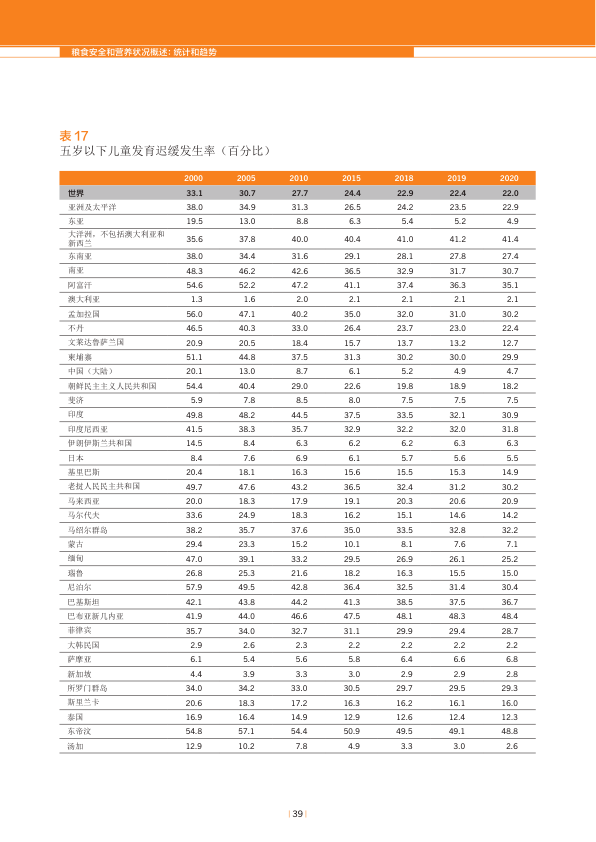 粮食安全和营养状况概述：统计和趋势
表 17
五岁以下儿童发育迟缓发生率（百分比）
2000 2005 2010 2015 2018 2019 2020
世界 33.1 30.7 27.7 24.4 22.9 22.4 22.0
亚洲及太平洋 38.0 34.9 31.3 26.5 24.2 23.5 22.9
东亚 19.5 13.0 8.8 6.3 5.4 5.2 4.9
大洋洲，不包括澳大利亚和
新西兰 35.6 37.8 40.0 40.4 41.0 41.2 41.4
东南亚 38.0 34.4 31.6 29.1 28.1 27.8 27.4
南亚 48.3 46.2 42.6 36.5 32.9 31.7 30.7
阿富汗 54.6 52.2 47.2 41.1 37.4 36.3 35.1
澳大利亚 1.3 1.6 2.0 2.1 2.1 2.1 2.1
孟加拉国 56.0 47.1 40.2 35.0 32.0 31.0 30.2
不丹 46.5 40.3 33.0 26.4 23.7 23.0 22.4
文莱达鲁萨兰国 20.9 20.5 18.4 15.7 13.7 13.2 12.7
柬埔寨 51.1 44.8 37.5 31.3 30.2 30.0 29.9
中国（大陆） 20.1 13.0 8.7 6.1 5.2 4.9 4.7
朝鲜民主主义人民共和国 54.4 40.4 29.0 22.6 19.8 18.9 18.2
斐济 5.9 7.8 8.5 8.0 7.5 7.5 7.5
印度 49.8 48.2 44.5 37.5 33.5 32.1 30.9
印度尼西亚 41.5 38.3 35.7 32.9 32.2 32.0 31.8
伊朗伊斯兰共和国 14.5 8.4 6.3 6.2 6.2 6.3 6.3
日本 8.4 7.6 6.9 6.1 5.7 5.6 5.5
基里巴斯 20.4 18.1 16.3 15.6 15.5 15.3 14.9
老挝人民民主共和国 49.7 47.6 43.2 36.5 32.4 31.2 30.2
马来西亚 20.0 18.3 17.9 19.1 20.3 20.6 20.9
马尔代夫 33.6 24.9 18.3 16.2 15.1 14.6 14.2
马绍尔群岛 38.2 35.7 37.6 35.0 33.5 32.8 32.2
蒙古 29.4 23.3 15.2 10.1 8.1 7.6 7.1
缅甸 47.0 39.1 33.2 29.5 26.9 26.1 25.2
瑙鲁 26.8 25.3 21.6 18.2 16.3 15.5 15.0
尼泊尔 57.9 49.5 42.8 36.4 32.5 31.4 30.4
巴基斯坦 42.1 43.8 44.2 41.3 38.5 37.5 36.7
巴布亚新几内亚 41.9 44.0 46.6 47.5 48.1 48.3 48.4
菲律宾 35.7 34.0 32.7 31.1 29.9 29.4 28.7
大韩民国 2.9 2.6 2.3 2.2 2.2 2.2 2.2
萨摩亚 6.1 5.4 5.6 5.8 6.4 6.6 6.8
新加坡 4.4 3.9 3.3 3.0 2.9 2.9 2.8
所罗门群岛 34.0 34.2 33.0 30.5 29.7 29.5 29.3
斯里兰卡 20.6 18.3 17.2 16.3 16.2 16.1 16.0
泰国 16.9 16.4 14.9 12.9 12.6 12.4 12.3
东帝汶 54.8 57.1 54.4 50.9 49.5 49.1 48.8
汤加 12.9 10.2 7.8 4.9 3.3 3.0 2.6
| 39 |